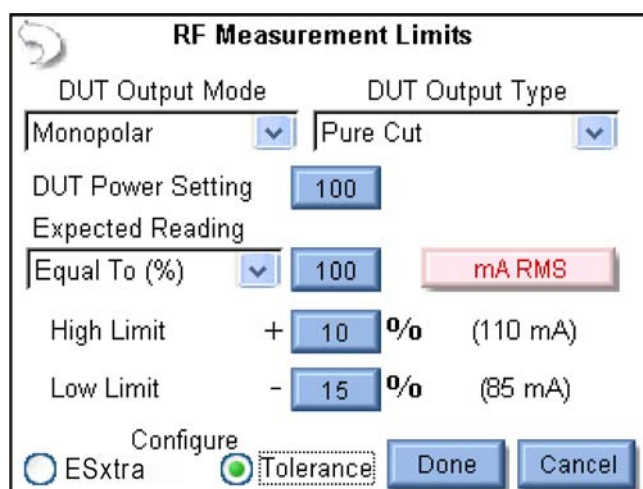 RF Measurement Limits
DUT Output Mode DUT Output Type
Monopolar Pure Cut
DUT Power Setting 100
Expected Reading
Equal To (%) 100 mA RMS
High Limit + 10 % (110 mA)
Low Limit - 15 % (85 mA)
Configure
ESxtra Tolerance Done Cancel